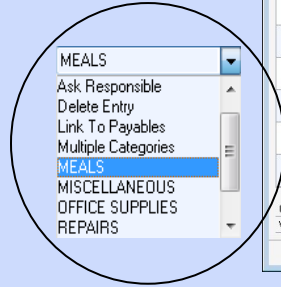 MEALS
Ask Responsible
Delete Entry
Link To Payables
Multiple Categories
MEALS
MISCELLANEOUS
OFFICE SUPPLIES
REPAIRS